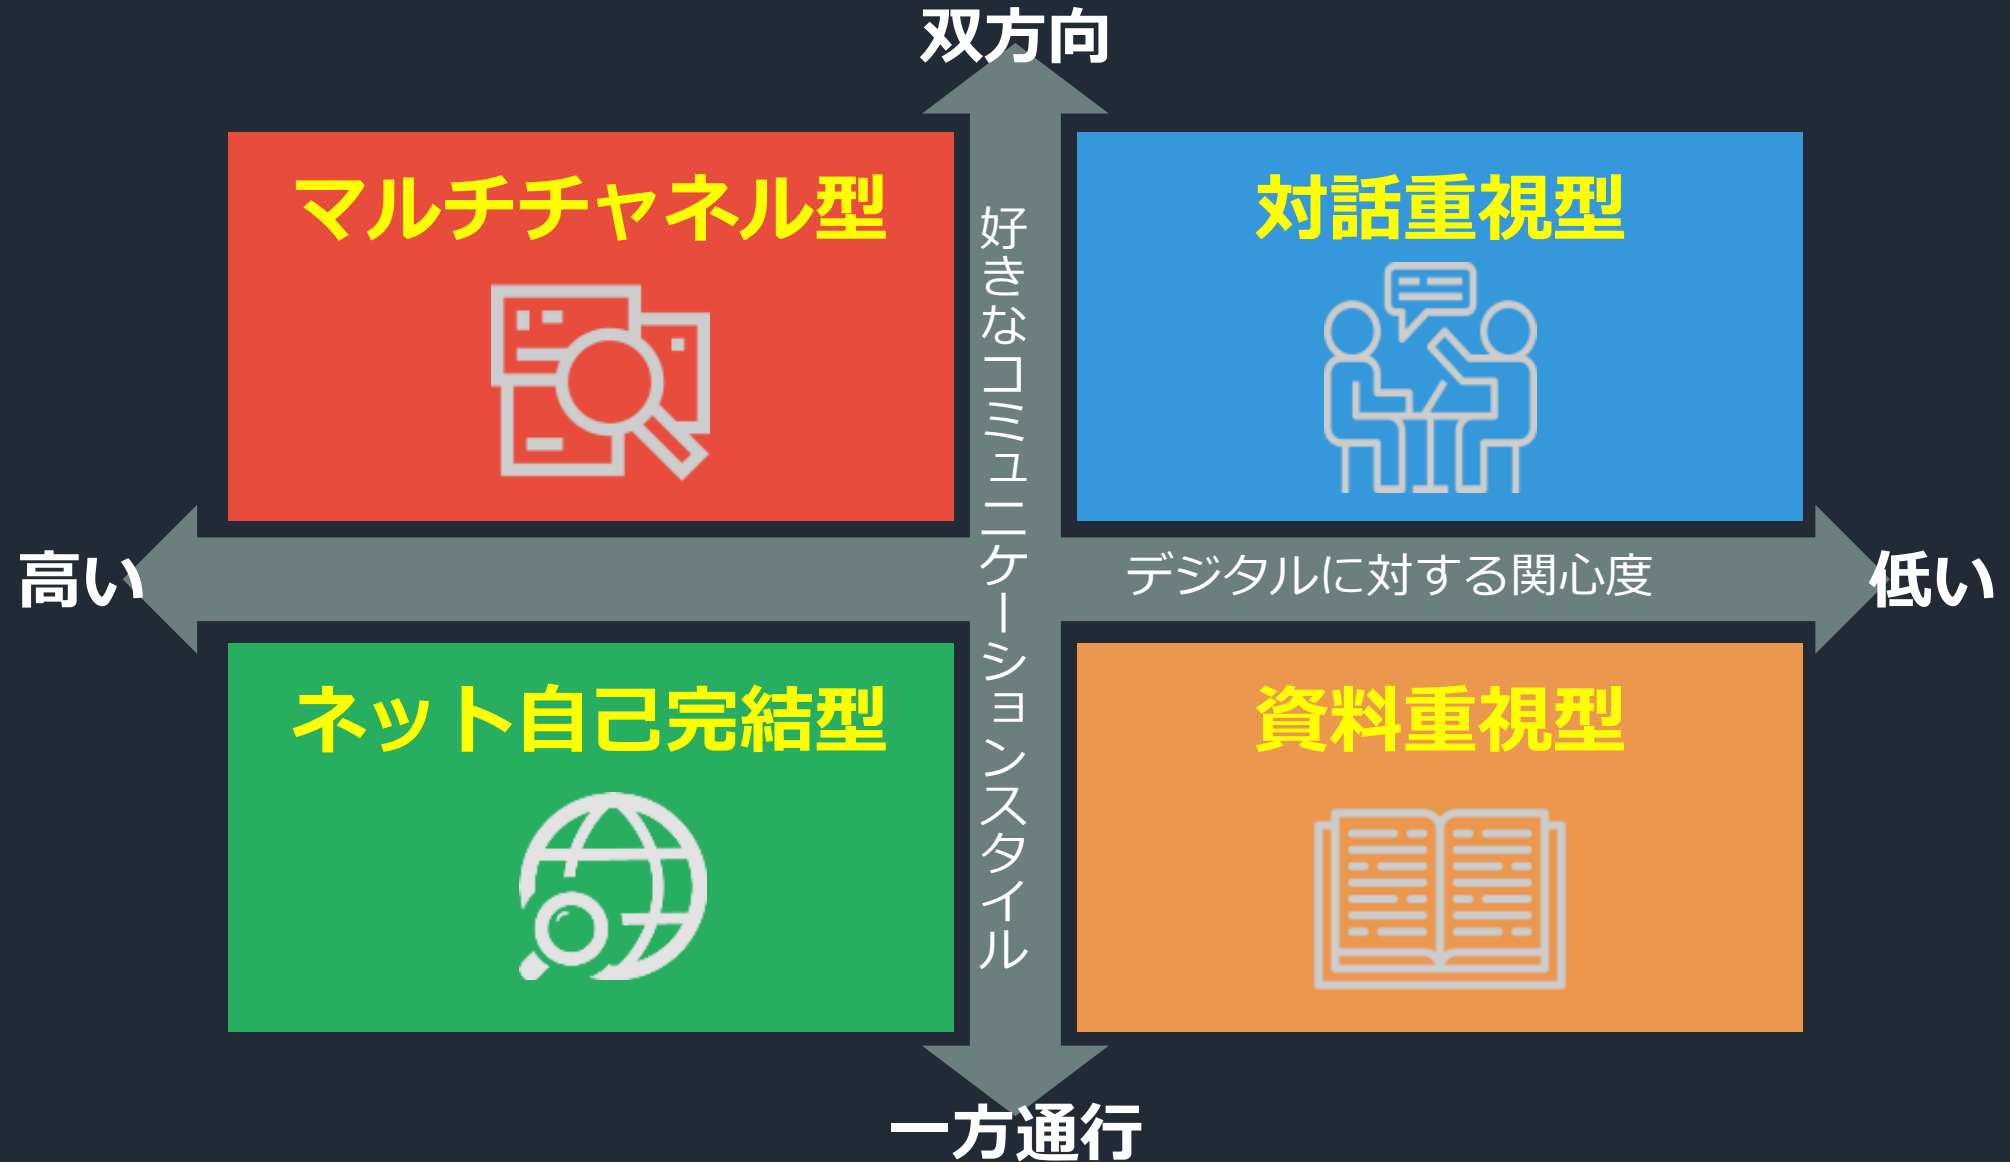 双方向
マルチチャネル型
対話重視型
好きなコミュニケーションスタイル
高い
デジタルに対する関心度
低い
ネット自己完結型
資料重視型
一方通行